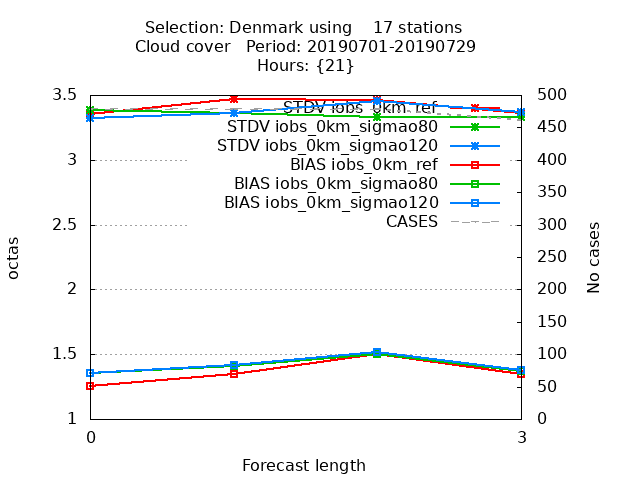 Selection: Denmark using 17 stations
Cloud cover Period: 20190701-20190729
Hours: {21}
3.5
3
2.5
2
1.5
1
octas
500
450
400
350
300
250
200
150
100
50
0
No cases
STDV iobs_0km_ref
STDV iobs_0km_sigmao80
STDV iobs_0km_sigmao120
BIAS iobs_0km_ref
BIAS iobs_0km_sigmao80
BIAS iobs_0km_sigmao120
CASES
0
3
Forecast length